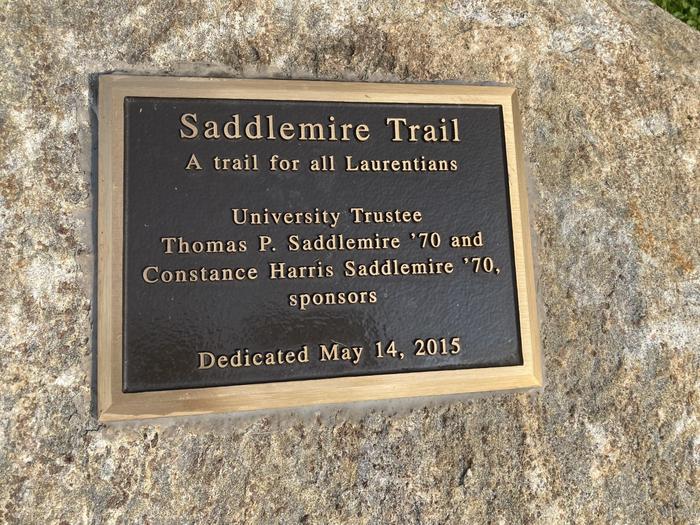 Saddlemire Trail
A trail for all Laurentians
University Trustee
Thomas P. Saddlemire ’70 and
Constance Harris Saddlemire ’70,
sponsors
Dedicated May 14, 2015